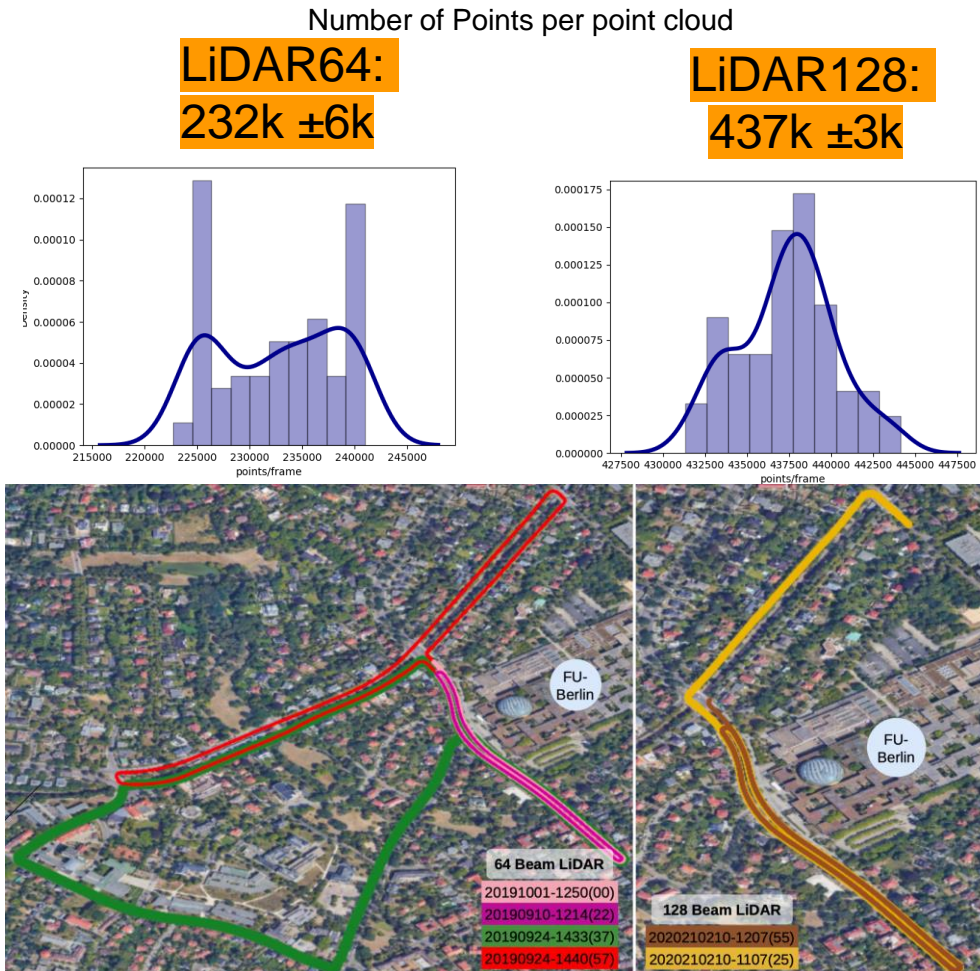 Number of Points per point cloud
LiDAR64:
232k ±6k
LiDAR128:
437k ±3k
0.00012
0.00010
0.00008
0.00006
0.00004
0.00002
0.00000
Density
215000 220000 225000 230000 235000 240000 245000
points/frame
0.000175
0.000150
0.000125
0.000100
0.000075
0.000050
0.000025
0.000000
427500 430000 432500 435000 437500 440000 442500 445000 447500
points/frame
FU-
Berlin
64 Beam LiDAR
20191001-1250(00)
20190910-1214(22)
20190924-1433(37)
20190924-1440(57)
FU-
Berlin
128 Beam LiDAR
2020210210-1207(55)
2020210210-1107(25)